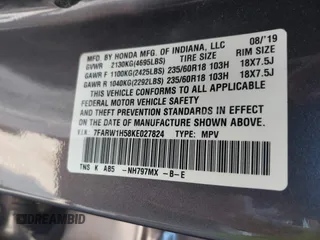 MFD. BY HONDA MFG. OF INDIANA, LLC 08/'19
GVWR 2130KG(4695LBS) TIRE SIZE RIM SIZE
GAWR F 1100KG(2425LBS) 235/60R18 103H 18X7.5J
GAWR R 1040KG(2292LBS) 235/60R18 103H 18X7.5J
THIS VEHICLE CONFORMS TO ALL APPLICABLE
FEDERAL MOTOR VEHICLE SAFETY, BUMPER,
AND THEFT PREVENTION STANDARDS IN EFFECT
ON THE DATE OF MANUFACTURE SHOWN ABOVE.
V.I.N.: 7FARW1H58KE027824 TYPE: MPV
TNS K A85 -NH797MX -B-E
DREAMBID